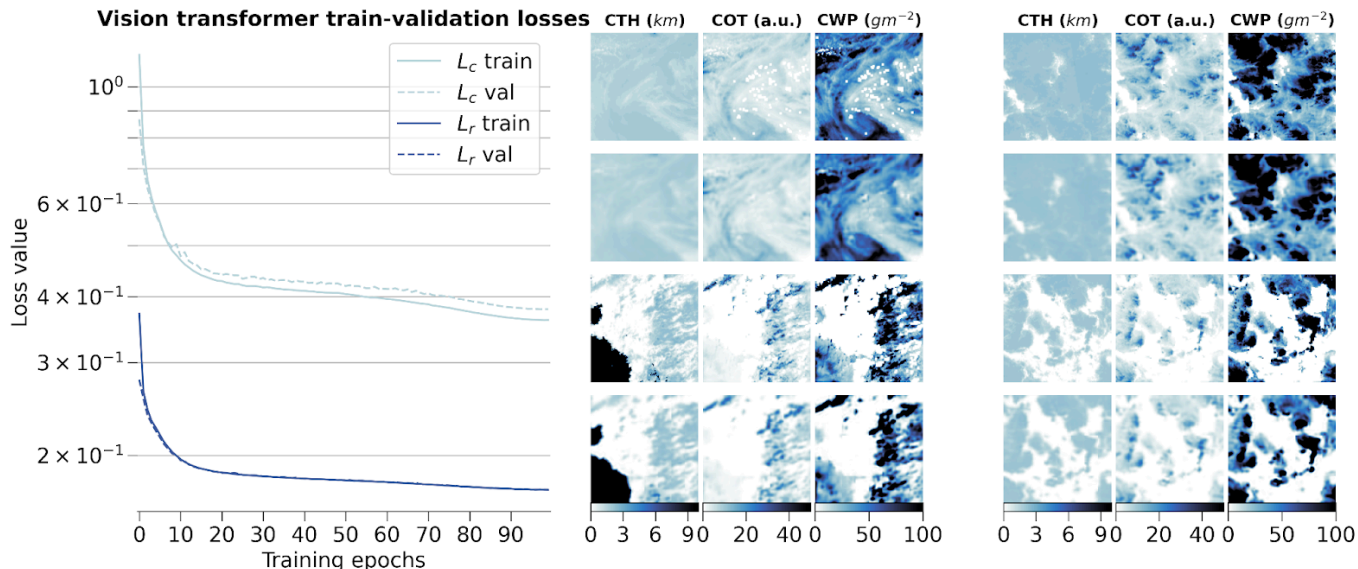 Vision transformer train-validation losses
L_c train
L_c val
L_r train
L_r val
10⁰
6 × 10⁻¹
4 × 10⁻¹
3 × 10⁻¹
2 × 10⁻¹
Loss value
0 10 20 30 40 50 60 70 80 90
Training epochs
CTH (km) COT (a.u.) CWP (gm⁻²)
0 3 6 9 0 20 40 0 50 100
CTH (km) COT (a.u.) CWP (gm⁻²)
0 3 6 9 0 20 40 0 50 100